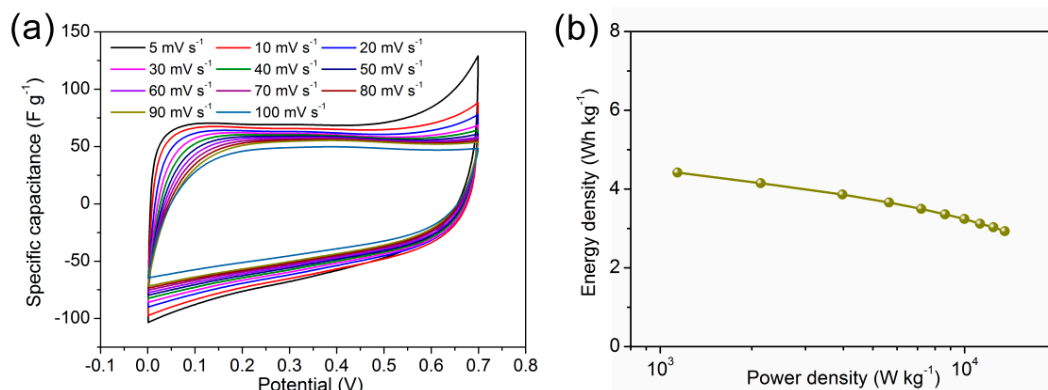 (a)
Specific capacitance (F g⁻¹)
150
100
50
0
-50
-100
5 mV s⁻¹ 10 mV s⁻¹ 20 mV s⁻¹
30 mV s⁻¹ 40 mV s⁻¹ 50 mV s⁻¹
60 mV s⁻¹ 70 mV s⁻¹ 80 mV s⁻¹
90 mV s⁻¹ 100 mV s⁻¹
-0.1 0.0 0.1 0.2 0.3 0.4 0.5 0.6 0.7 0.8
Potential (V)
(b)
Energy density (Wh kg⁻¹)
8
6
4
2
0
10³ 10⁴
Power density (W kg⁻¹)